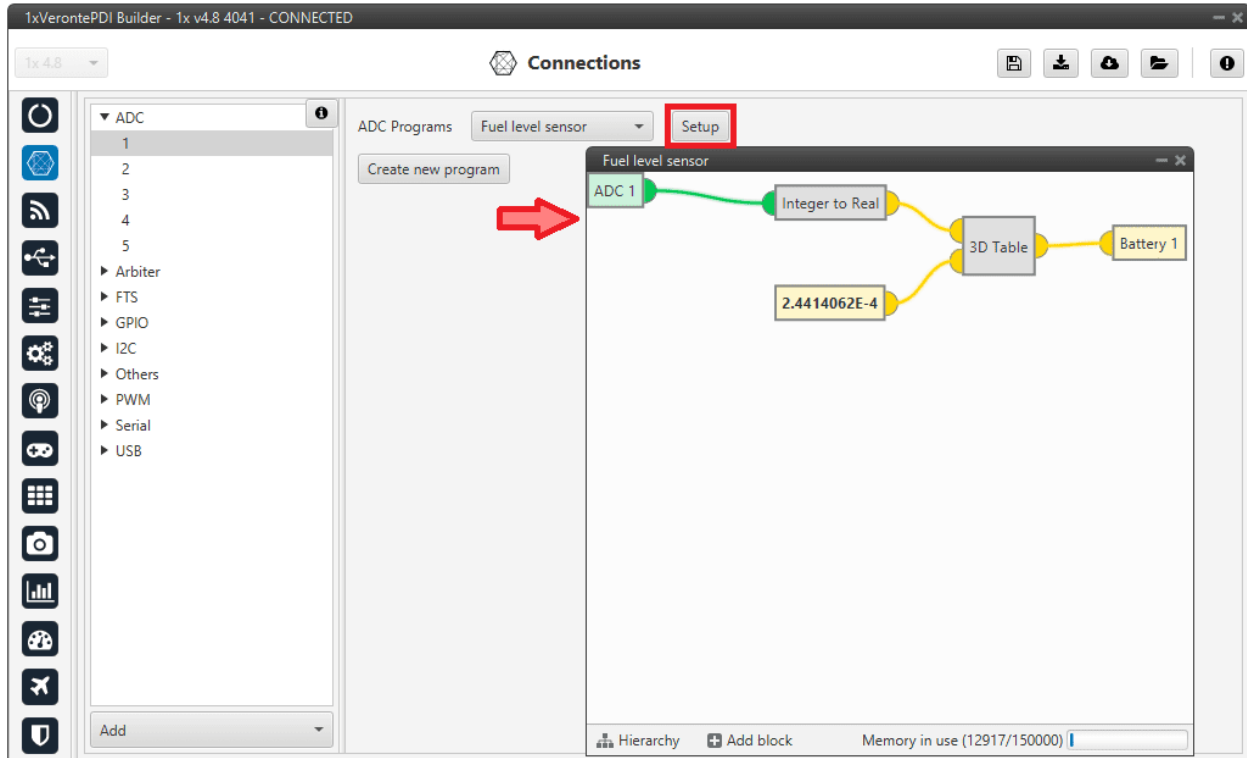 1xVerontePDI Builder - 1x v4.8 4041 - CONNECTED
1x 4.8
Connections
ADC
1
2
3
4
5
Arbiter
FTS
GPIO
I2C
Others
PWM
Serial
USB
Add
ADC Programs Fuel level sensor Setup
Create new program
Fuel level sensor
ADC 1
Integer to Real
3D Table
Battery 1
2.4414062E-4
Hierarchy Add block Memory in use (12917/150000)